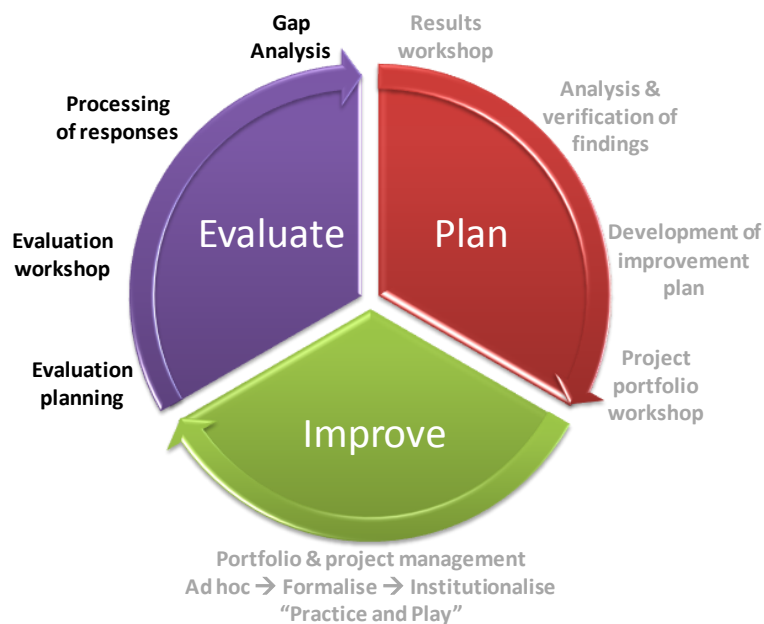 Gap
Analysis
Processing
of responses
Evaluation
workshop
Evaluation
planning
Evaluate
Results
workshop
Analysis &
verification of
findings
Development of
improvement
plan
Project
portfolio
workshop
Plan
Improve
Portfolio & project management
Ad hoc → Formalise → Institutionalise
“Practice and Play”